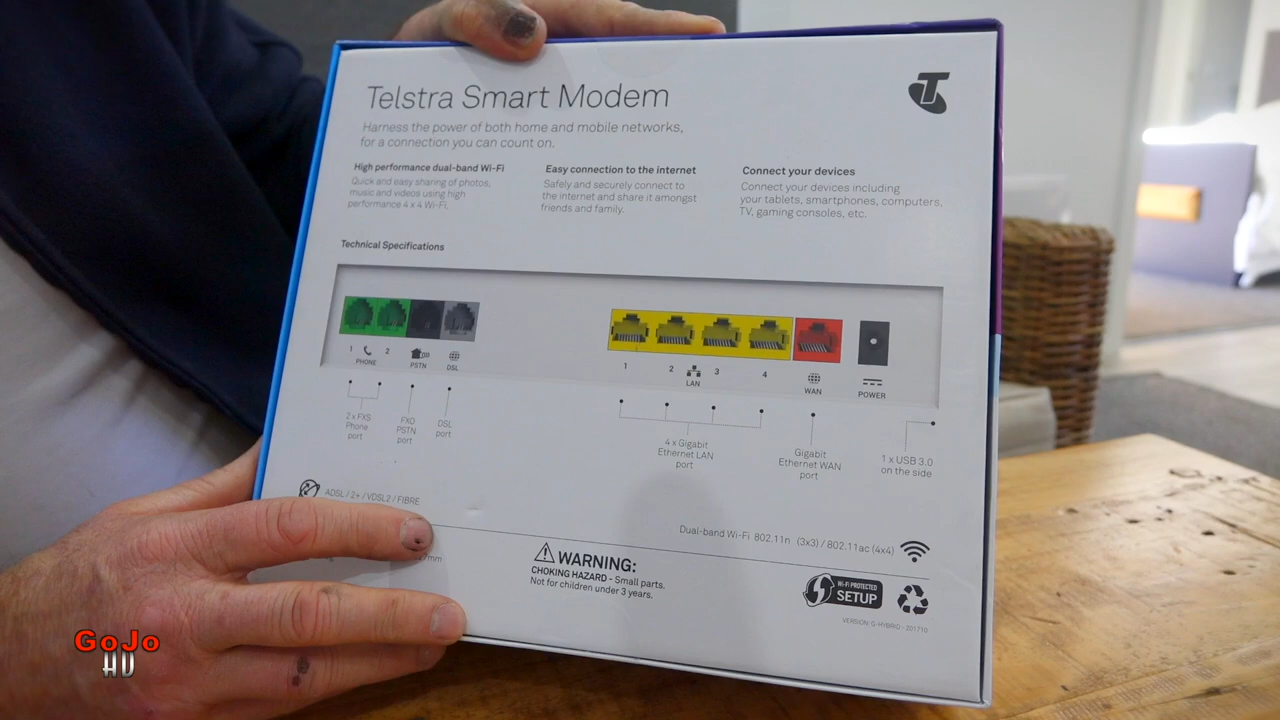 Telstra Smart Modem
T
Harness the power of both home and mobile networks,
for a connection you can count on.
High performance dual-band Wi-Fi
Quick and easy sharing of photos,
music and videos using high
performance 4 x 4 Wi-Fi.
Easy connection to the internet
Safely and securely connect to
the internet and share it amongst
friends and family.
Connect your devices
Connect your devices including
your tablets, smartphones, computers,
TV, gaming consoles, etc.
Technical Specifications
1 2
PHONE
PSTN
DSL
1 2 3 4
LAN
WAN
POWER
2 x FXS
Phone
port
FXO
PSTN
port
DSL
port
4 x Gigabit
Ethernet LAN
port
Gigabit
Ethernet WAN
port
1 x USB 3.0
on the side
ADSL / 2+ / VDSL2 / FIBRE
Dual-band Wi-Fi 802.11n (3x3) / 802.11ac (4x4)
mm
WARNING:
CHOKING HAZARD - Small parts.
Not for children under 3 years.
Wi-Fi PROTECTED
SETUP
VERSION G-HYBRID - 201710
GoJo
HD